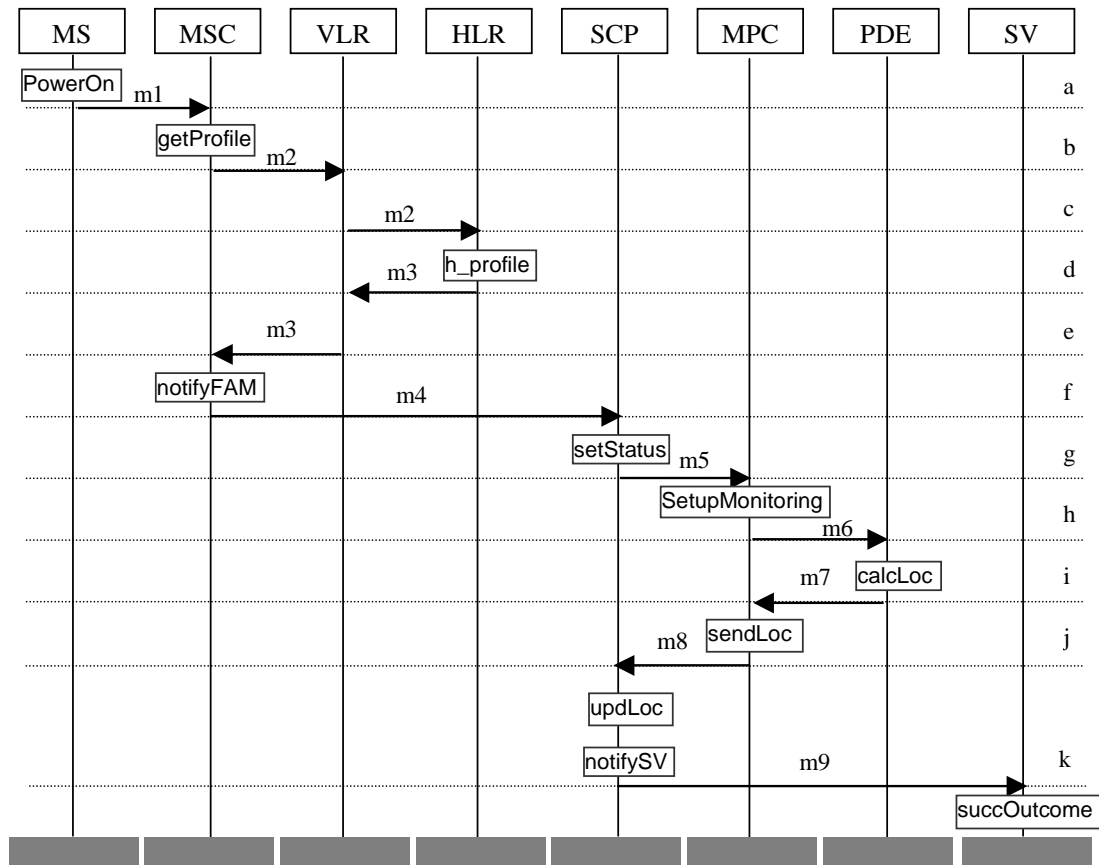 MS MSC VLR HLR SCP MPC PDE SV
PowerOn
m1
a
getProfile
m2
b
m2
c
h_profile
m3
d
m3
e
notifyFAM
m4
f
setStatus
m5
g
SetupMonitoring
m6
h
calcLoc
m7
i
sendLoc
m8
j
updLoc
notifySV
m9
k
succOutcome